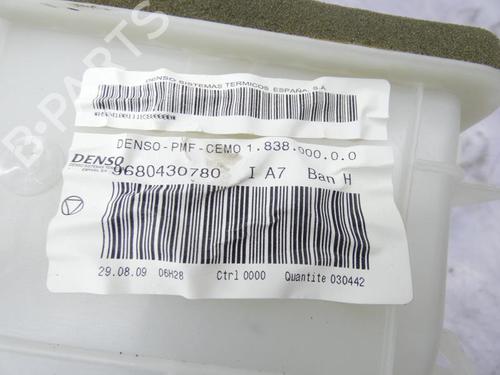 B-PARTS
DENSO SISTEMAS TERMICOS ESPAÑA, S.A
DENSO-PMF-CEM0 1.838.000.0.0
DENSO
9680430780 I A7 Ban H
29.08.09 06H28 Ctrl 0000 Quantite 030442